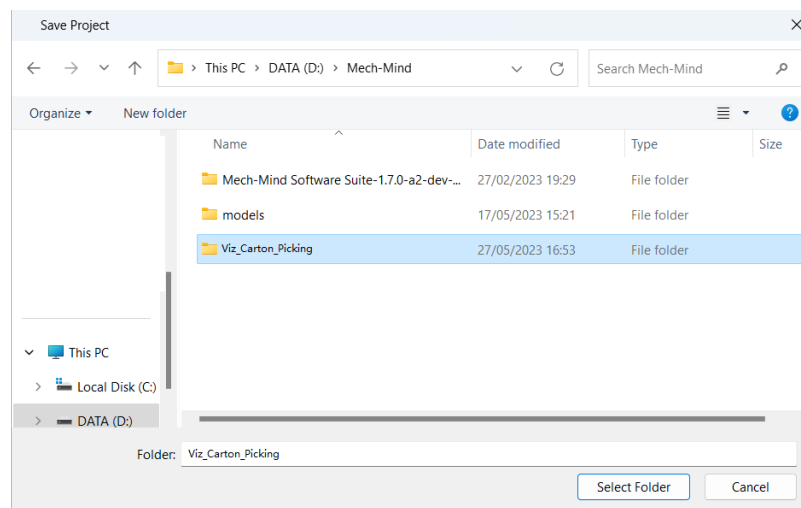 Save Project
This PC > DATA (D:) > Mech-Mind
Search Mech-Mind
Organize New folder
Name Date modified Type Size
Mech-Mind Software Suite-1.7.0-a2-dev-... 27/02/2023 19:29 File folder
models 17/05/2023 15:21 File folder
Viz_Carton_Picking 27/05/2023 16:53 File folder
This PC
Local Disk (C:)
DATA (D:)
Folder: Viz_Carton_Picking
Select Folder Cancel